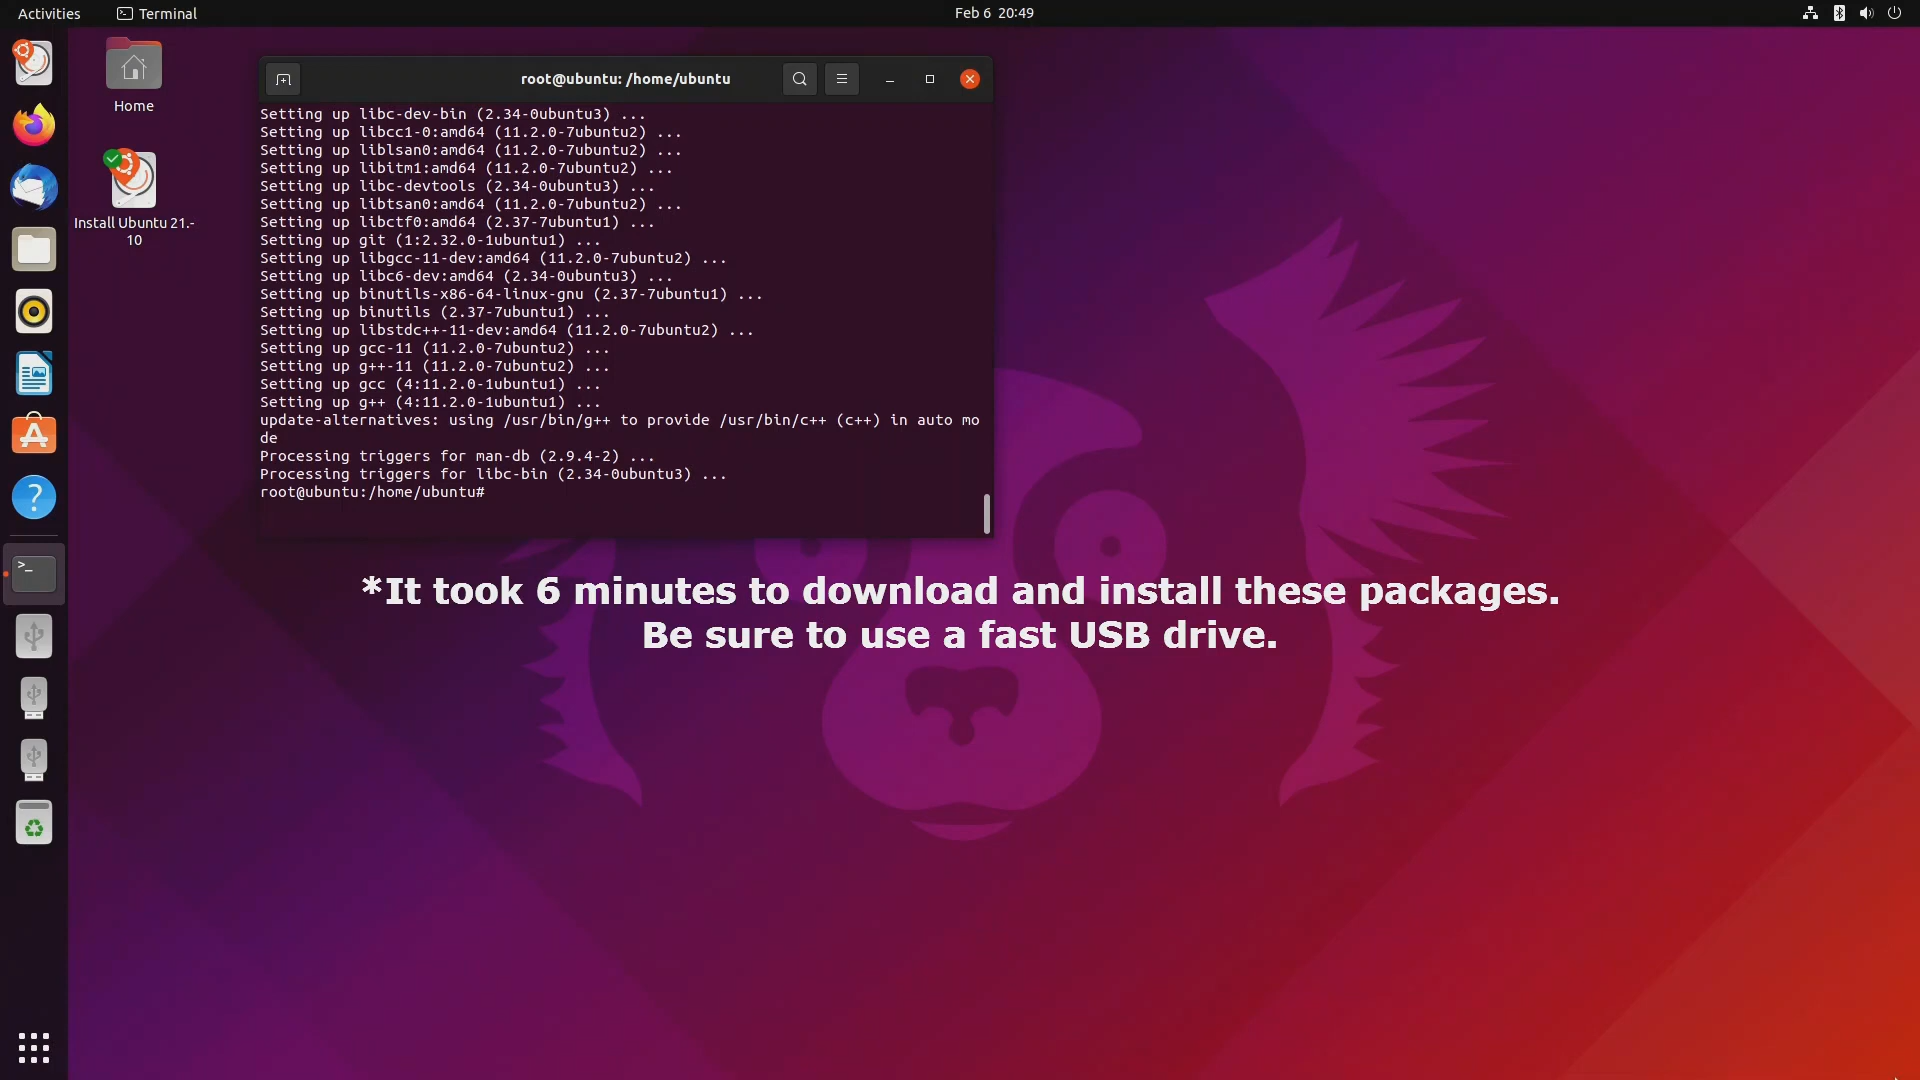 Activities
Terminal
Feb 6 20:49
Home
Install Ubuntu 21.-
10
root@ubuntu: /home/ubuntu
Setting up libc-dev-bin (2.34-0ubuntu3) ...
Setting up libcc1-0:amd64 (11.2.0-7ubuntu2) ...
Setting up liblsan0:amd64 (11.2.0-7ubuntu2) ...
Setting up libitm1:amd64 (11.2.0-7ubuntu2) ...
Setting up libc-devtools (2.34-0ubuntu3) ...
Setting up libtsan0:amd64 (11.2.0-7ubuntu2) ...
Setting up libctf0:amd64 (2.37-7ubuntu1) ...
Setting up git (1:2.32.0-1ubuntu1) ...
Setting up libgcc-11-dev:amd64 (11.2.0-7ubuntu2) ...
Setting up libc6-dev:amd64 (2.34-0ubuntu3) ...
Setting up binutils-x86-64-linux-gnu (2.37-7ubuntu1) ...
Setting up binutils (2.37-7ubuntu1) ...
Setting up libstdc++-11-dev:amd64 (11.2.0-7ubuntu2) ...
Setting up gcc-11 (11.2.0-7ubuntu2) ...
Setting up g++-11 (11.2.0-7ubuntu2) ...
Setting up gcc (4:11.2.0-1ubuntu1) ...
Setting up g++ (4:11.2.0-1ubuntu1) ...
update-alternatives: using /usr/bin/g++ to provide /usr/bin/c++ (c++) in auto mo
de
Processing triggers for man-db (2.9.4-2) ...
Processing triggers for libc-bin (2.34-0ubuntu3) ...
root@ubuntu:/home/ubuntu#
*It took 6 minutes to download and install these packages.
Be sure to use a fast USB drive.